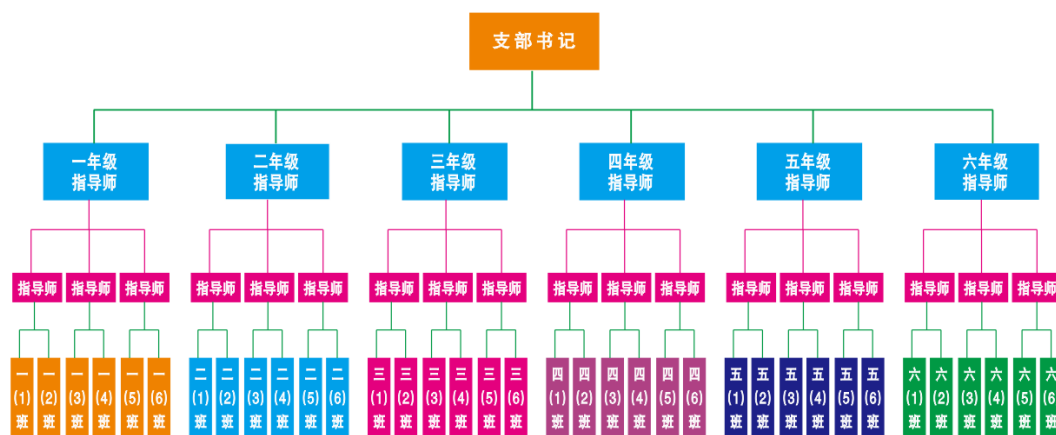 支部书记
一年级
指导师
二年级
指导师
三年级
指导师
四年级
指导师
五年级
指导师
六年级
指导师
指导师 指导师 指导师 指导师 指导师 指导师 指导师 指导师 指导师 指导师 指导师 指导师 指导师 指导师 指导师 指导师 指导师 指导师
一(1)班
一(2)班
一(3)班
一(4)班
一(5)班
一(6)班
二(1)班
二(2)班
二(3)班
二(4)班
二(5)班
二(6)班
三(1)班
三(2)班
三(3)班
三(4)班
三(5)班
三(6)班
四(1)班
四(2)班
四(3)班
四(4)班
四(5)班
四(6)班
五(1)班
五(2)班
五(3)班
五(4)班
五(5)班
五(6)班
六(1)班
六(2)班
六(3)班
六(4)班
六(5)班
六(6)班